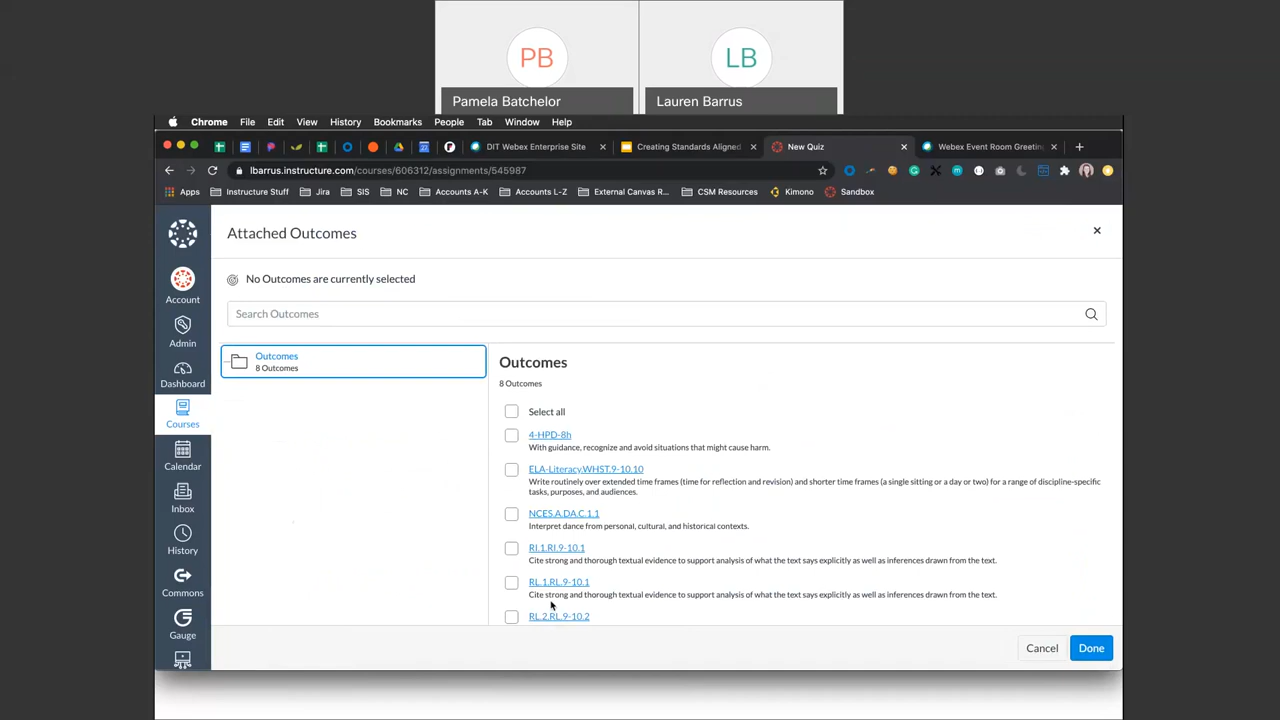 PB
LB
Pamela Batchelor
Lauren Barrus
Chrome File Edit View History Bookmarks People Tab Window Help
DIT Webex Enterprise Site
Creating Standards Aligned
New Quiz
Webex Event Room Greeting
lbarrus.instructure.com/courses/606312/assignments/545987
Apps Instructure Stuff Jira SIS NC Accounts A-K Accounts L-Z External Canvas R... CSM Resources Kimono Sandbox
Attached Outcomes
No Outcomes are currently selected
Search Outcomes
Account
Admin
Dashboard
Courses
Calendar
Inbox
History
Commons
Gauge
Outcomes
8 Outcomes
Outcomes
8 Outcomes
Select all
4-HPD-8h
With guidance, recognize and avoid situations that might cause harm.
ELA-Literacy.WHST.9-10.10
Write routinely over extended time frames (time for reflection and revision) and shorter time frames (a single sitting or a day or two) for a range of discipline-specific
tasks, purposes, and audiences.
NCES.A.DA.C.1.1
Interpret dance from personal, cultural, and historical contexts.
RI.1.RI.9-10.1
Cite strong and thorough textual evidence to support analysis of what the text says explicitly as well as inferences drawn from the text.
RL.1.RL.9-10.1
Cite strong and thorough textual evidence to support analysis of what the text says explicitly as well as inferences drawn from the text.
RL.2.RL.9-10.2
Cancel
Done